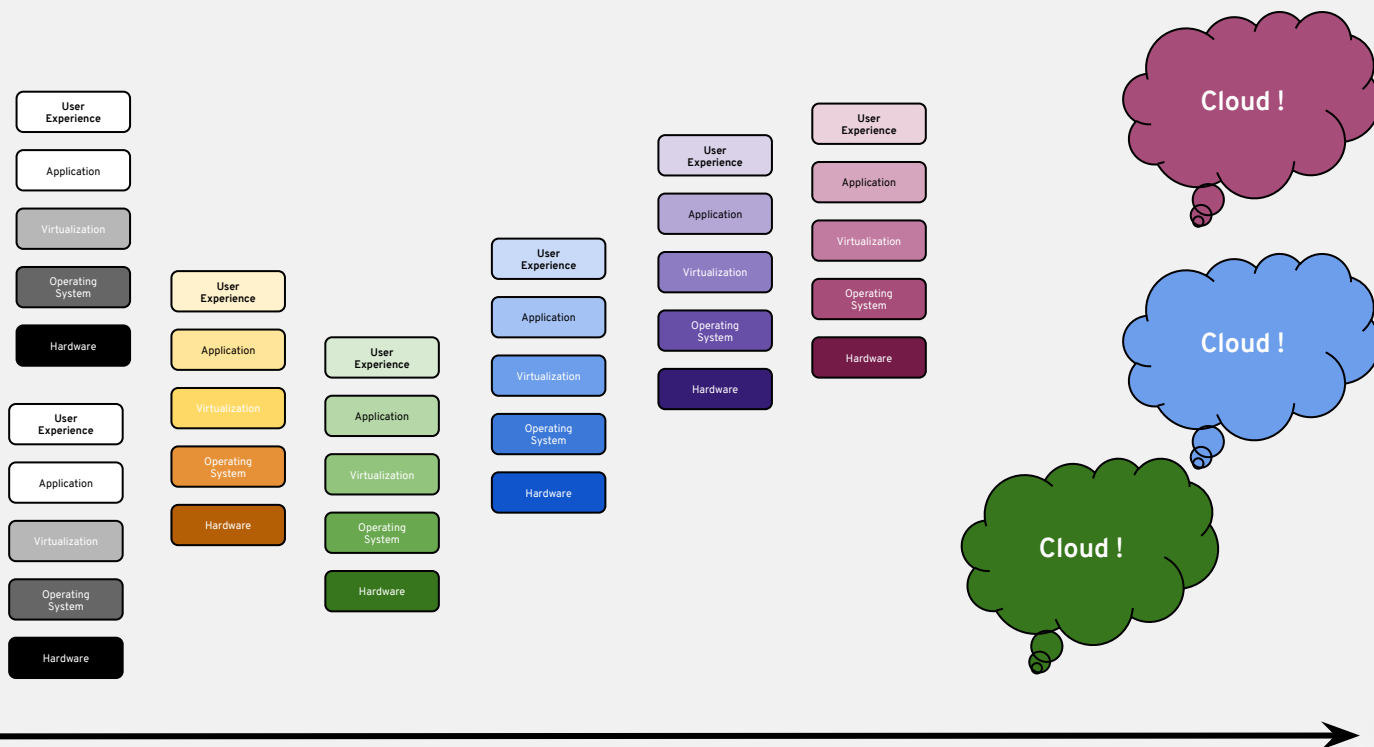 User
Experience
Application
Virtualization
Operating
System
Hardware
User
Experience
Application
Virtualization
Operating
System
Hardware
User
Experience
Application
Virtualization
Operating
System
Hardware
User
Experience
Application
Virtualization
Operating
System
Hardware
User
Experience
Application
Virtualization
Operating
System
Hardware
User
Experience
Application
Virtualization
Operating
System
Hardware
User
Experience
Application
Virtualization
Operating
System
Hardware
Cloud !
Cloud !
Cloud !